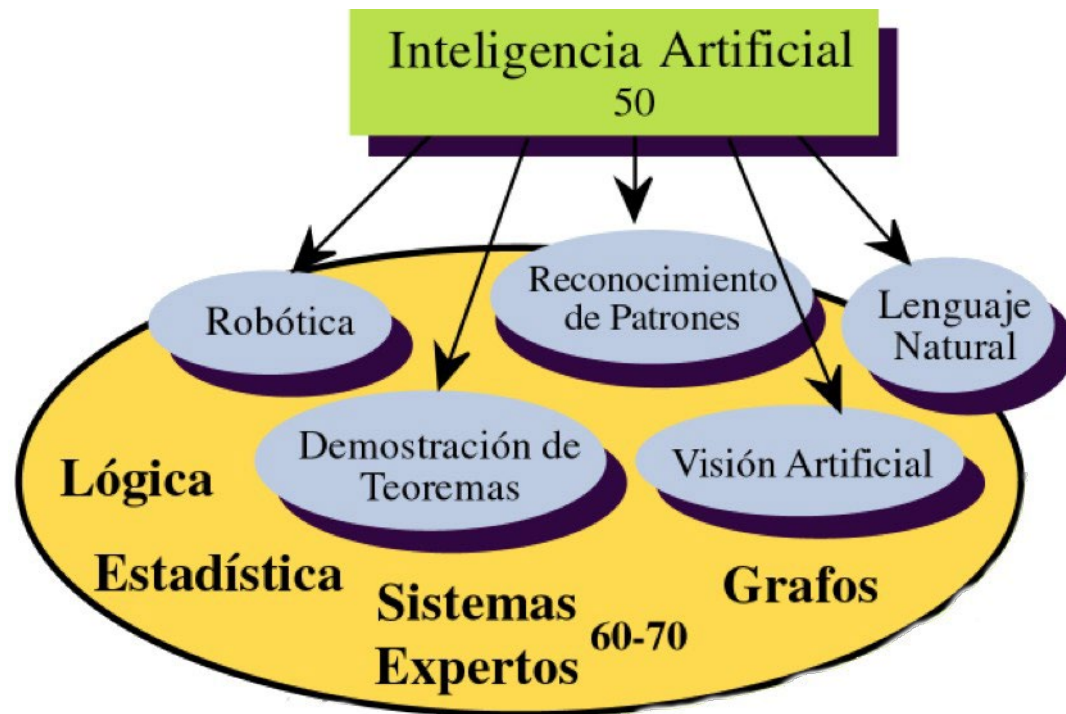 Inteligencia Artificial
50
Robótica
Reconocimiento
de Patrones
Lenguaje
Natural
Demostración de
Teoremas
Visión Artificial
Lógica
Estadística
Sistemas
Expertos 60-70
Grafos